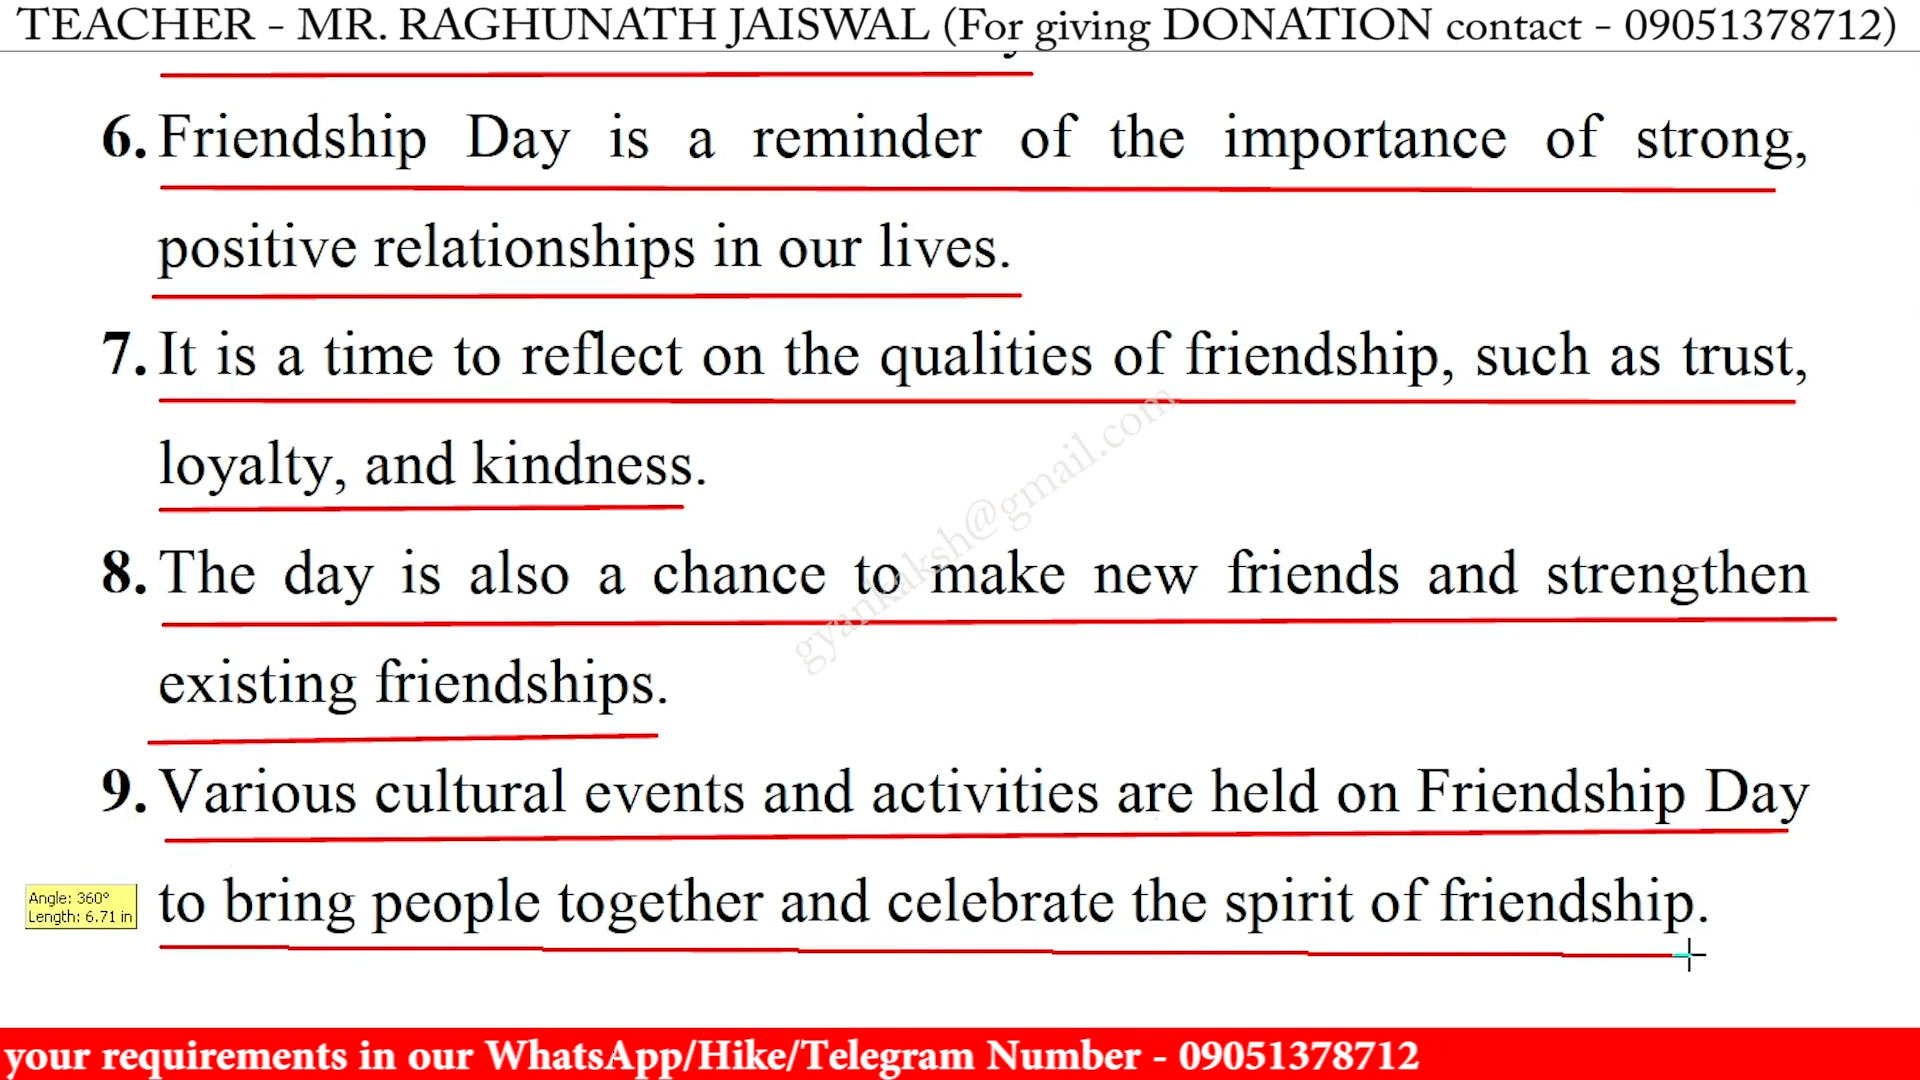 TEACHER - MR. RAGHUNATH JAISWAL (For giving DONATION contact - 09051378712)
6. Friendship Day is a reminder of the importance of strong,
positive relationships in our lives.
7. It is a time to reflect on the qualities of friendship, such as trust,
loyalty, and kindness.
gyankaksh@gmail.com
8. The day is also a chance to make new friends and strengthen
existing friendships.
9. Various cultural events and activities are held on Friendship Day
Angle: 360°
Length: 6.71 in
to bring people together and celebrate the spirit of friendship.
your requirements in our WhatsApp/Hike/Telegram Number - 09051378712